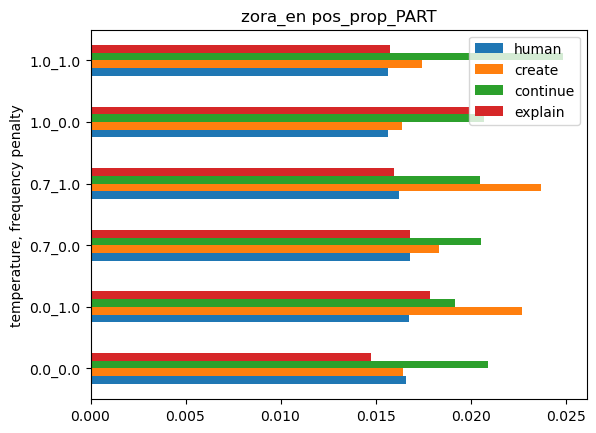 zora_en pos_prop_PART
temperature, frequency penalty
1.0_1.0
1.0_0.0
0.7_1.0
0.7_0.0
0.0_1.0
0.0_0.0
human
create
continue
explain
0.000 0.005 0.010 0.015 0.020 0.025